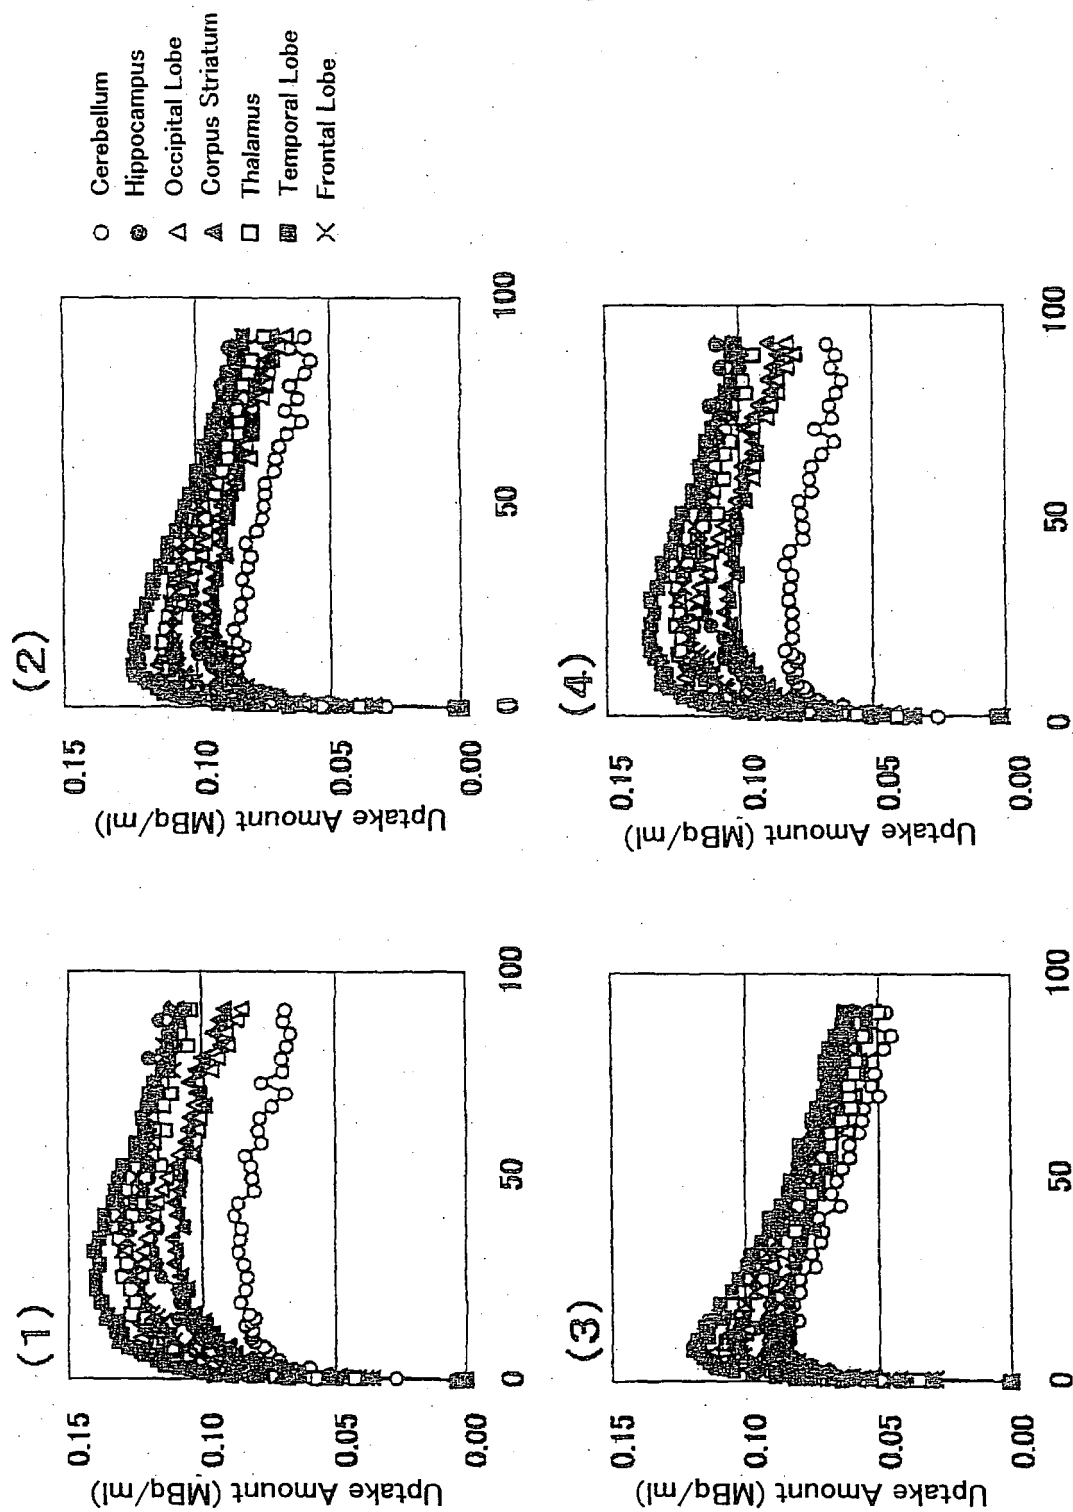 (1)
Uptake Amount (MBq/ml)
0.15
0.10
0.05
0.00
0
50
100
(2)
Uptake Amount (MBq/ml)
0.15
0.10
0.05
0.00
0
50
100
Cerebellum
Hippocampus
Occipital Lobe
Corpus Striatum
Thalamus
Temporal Lobe
Frontal Lobe
(3)
Uptake Amount (MBq/ml)
0.15
0.10
0.05
0.00
0
50
100
(4)
Uptake Amount (MBq/ml)
0.15
0.10
0.05
0.00
0
50
100